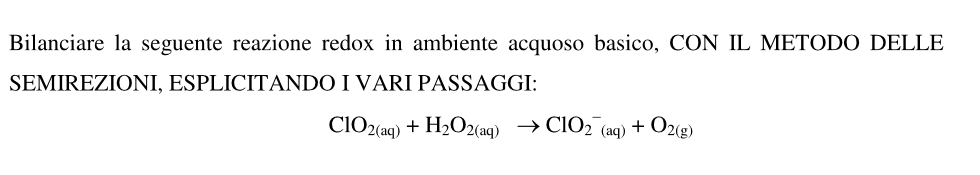 Bilanciare la seguente reazione redox in ambiente acquoso basico, CON IL METODO DELLE
SEMIREZIONI, ESPLICITANDO I VARI PASSAGGI:
ClO₂(aq) + H₂O₂(aq) → ClO₂⁻(aq) + O₂(g)